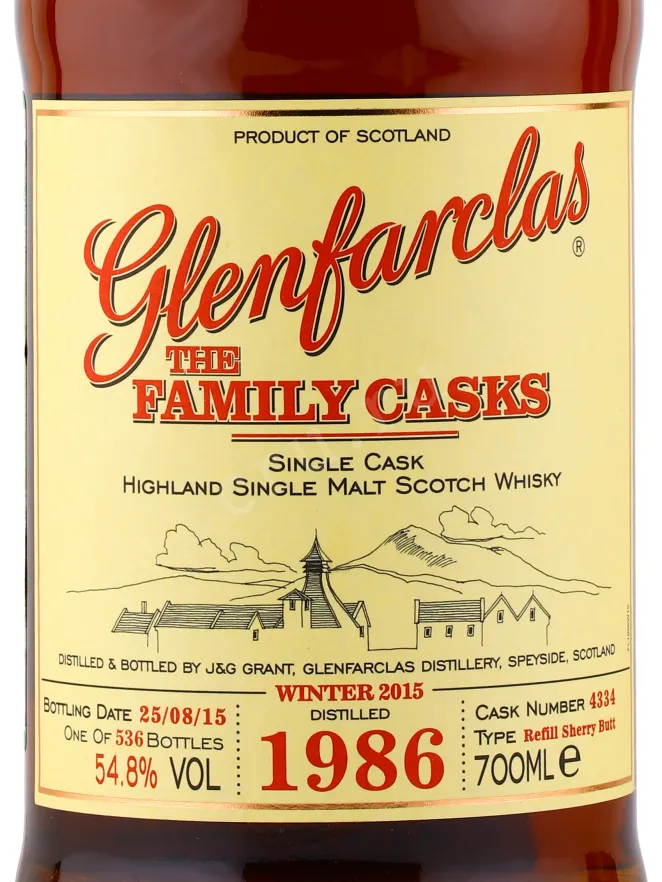 PRODUCT OF SCOTLAND
Glenfarclas ®
THE
FAMILY CASKS
SINGLE CASK
HIGHLAND SINGLE MALT SCOTCH WHISKY
DISTILLED & BOTTLED BY J&G GRANT, GLENFARCLAS DISTILLERY, SPEYSIDE, SCOTLAND
WINTER 2015
BOTTLING DATE 25/08/15
ONE OF 536 BOTTLES
54.8% VOL
DISTILLED
1986
CASK NUMBER 4334
TYPE Refill Sherry Butt
700ML e